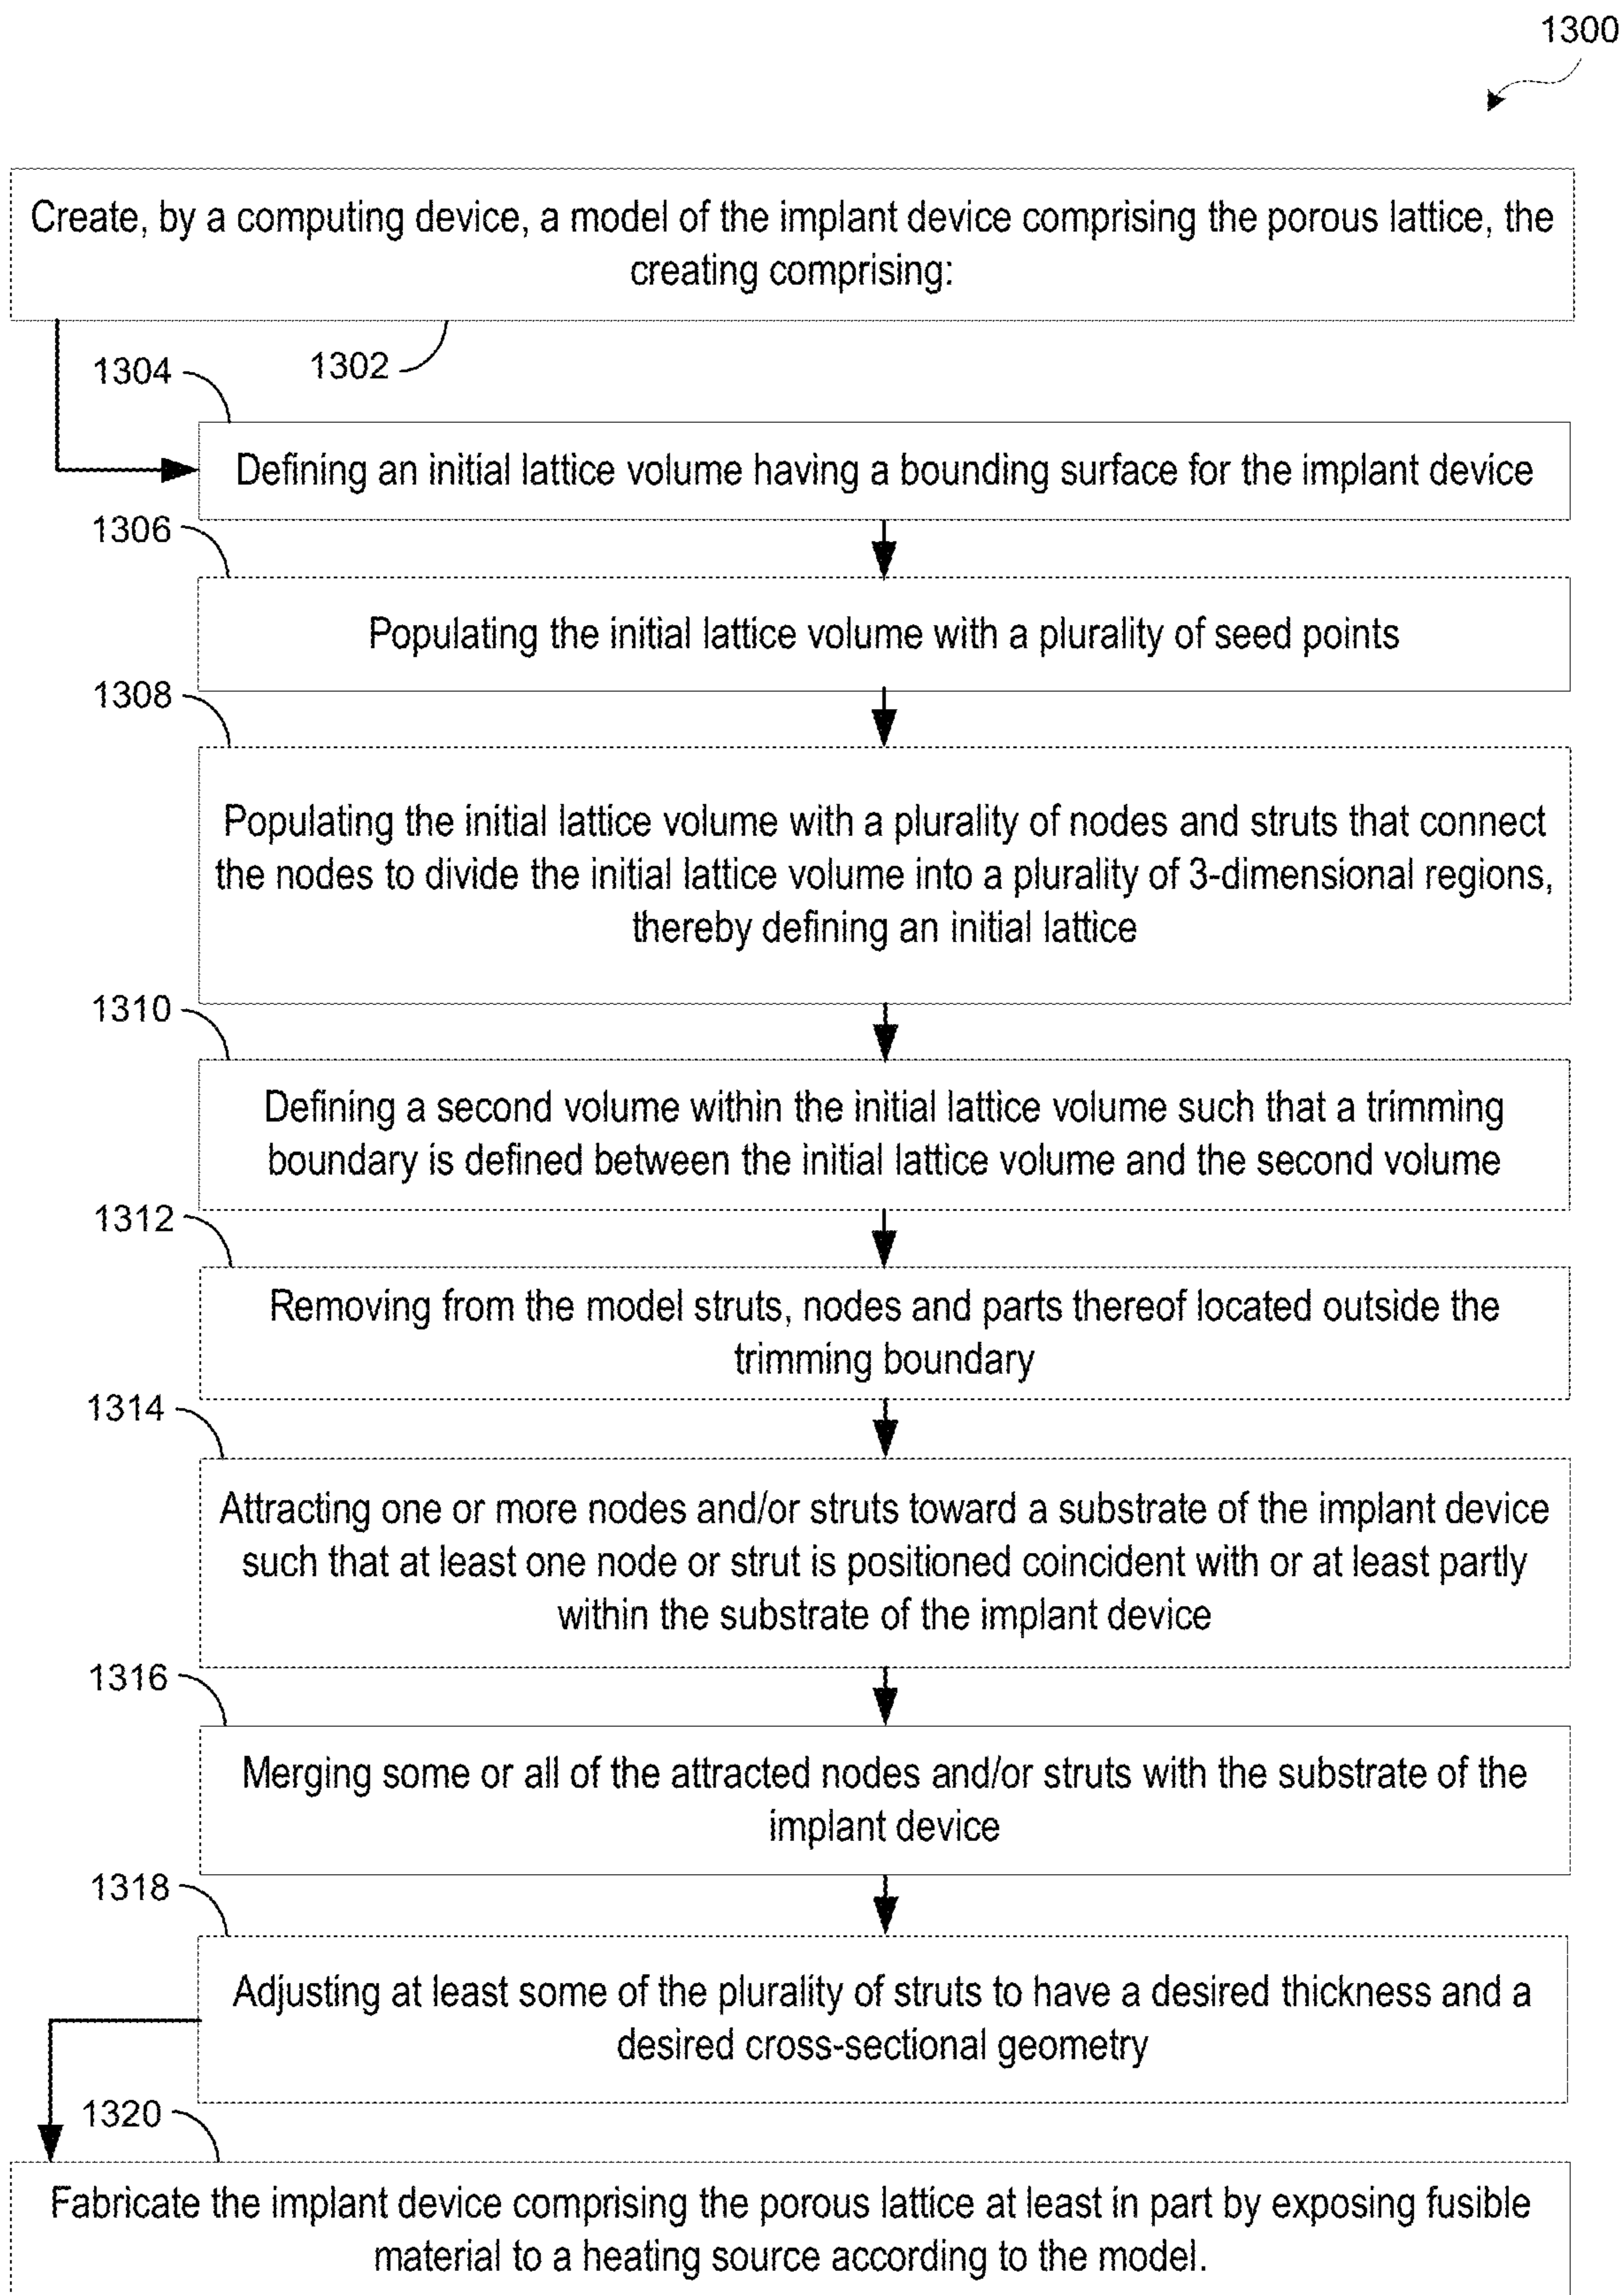 1300
Create, by a computing device, a model of the implant device comprising the porous lattice, the
creating comprising:
1302
1304
Defining an initial lattice volume having a bounding surface for the implant device
1306
Populating the initial lattice volume with a plurality of seed points
1308
Populating the initial lattice volume with a plurality of nodes and struts that connect
the nodes to divide the initial lattice volume into a plurality of 3-dimensional regions,
thereby defining an initial lattice
1310
Defining a second volume within the initial lattice volume such that a trimming
boundary is defined between the initial lattice volume and the second volume
1312
Removing from the model struts, nodes and parts thereof located outside the
trimming boundary
1314
Attracting one or more nodes and/or struts toward a substrate of the implant device
such that at least one node or strut is positioned coincident with or at least partly
within the substrate of the implant device
1316
Merging some or all of the attracted nodes and/or struts with the substrate of the
implant device
1318
Adjusting at least some of the plurality of struts to have a desired thickness and a
desired cross-sectional geometry
1320
Fabricate the implant device comprising the porous lattice at least in part by exposing fusible
material to a heating source according to the model.